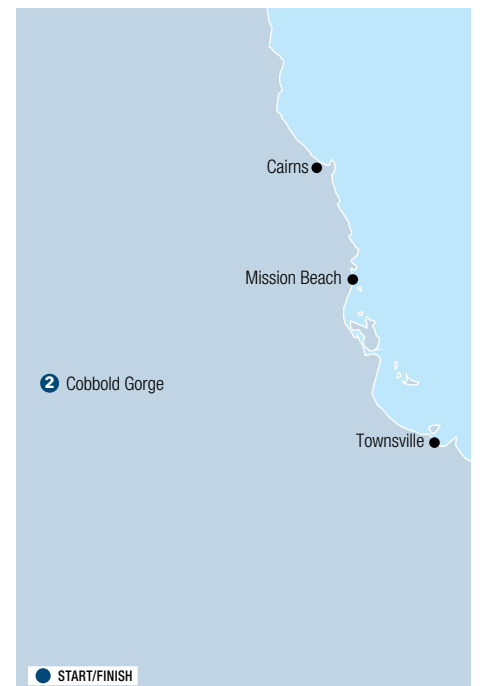 Cairns
Mission Beach
2 Cobbold Gorge
Townsville
START/FINISH